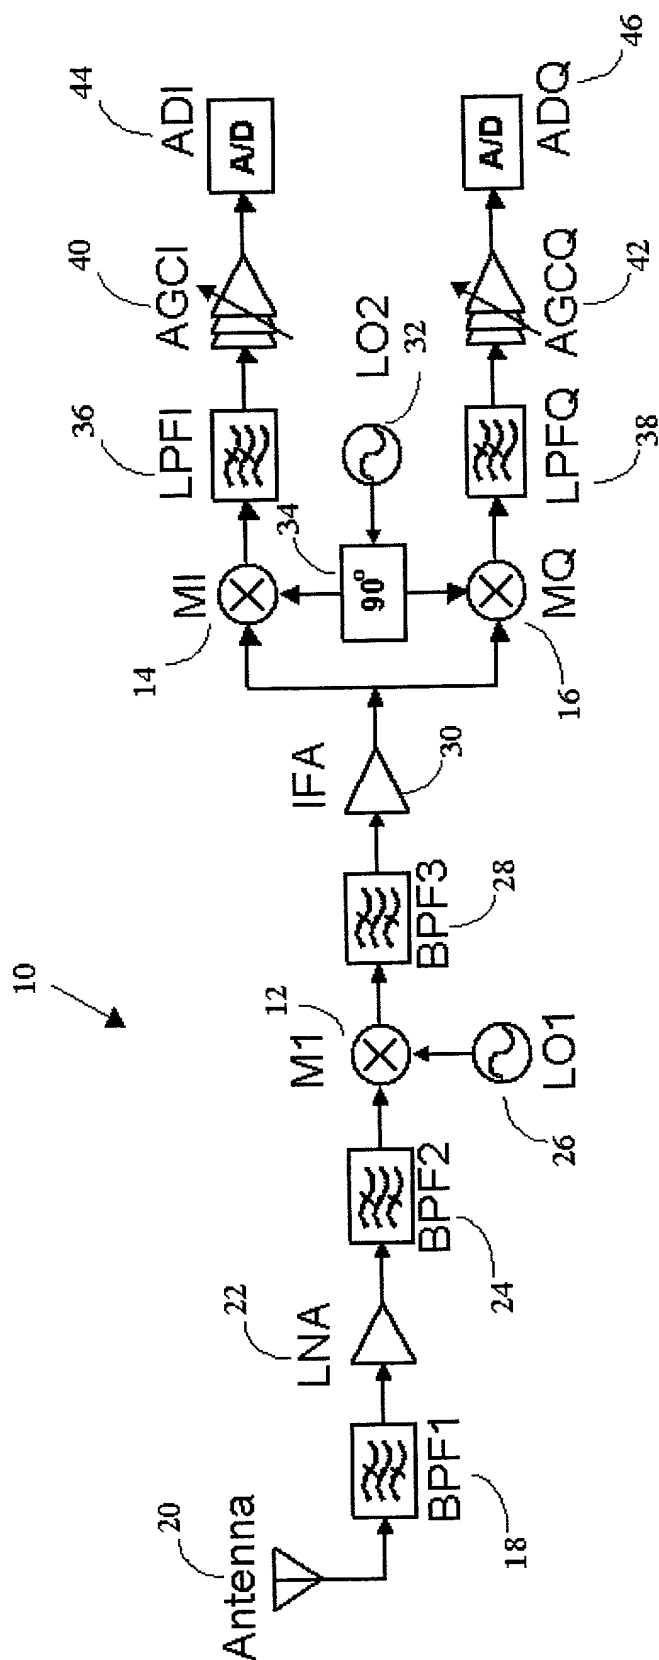 10
20
Antenna
BPF1
18
22
LNA
BPF2
24
M1
12
26
LO1
BPF3
28
IFA
30
14
MI
34
90°
LO2
32
16
MQ
36
LPFI
40
AGCI
44
ADI
A/D
LPFQ
38
AGCQ
42
A/D
ADQ
46